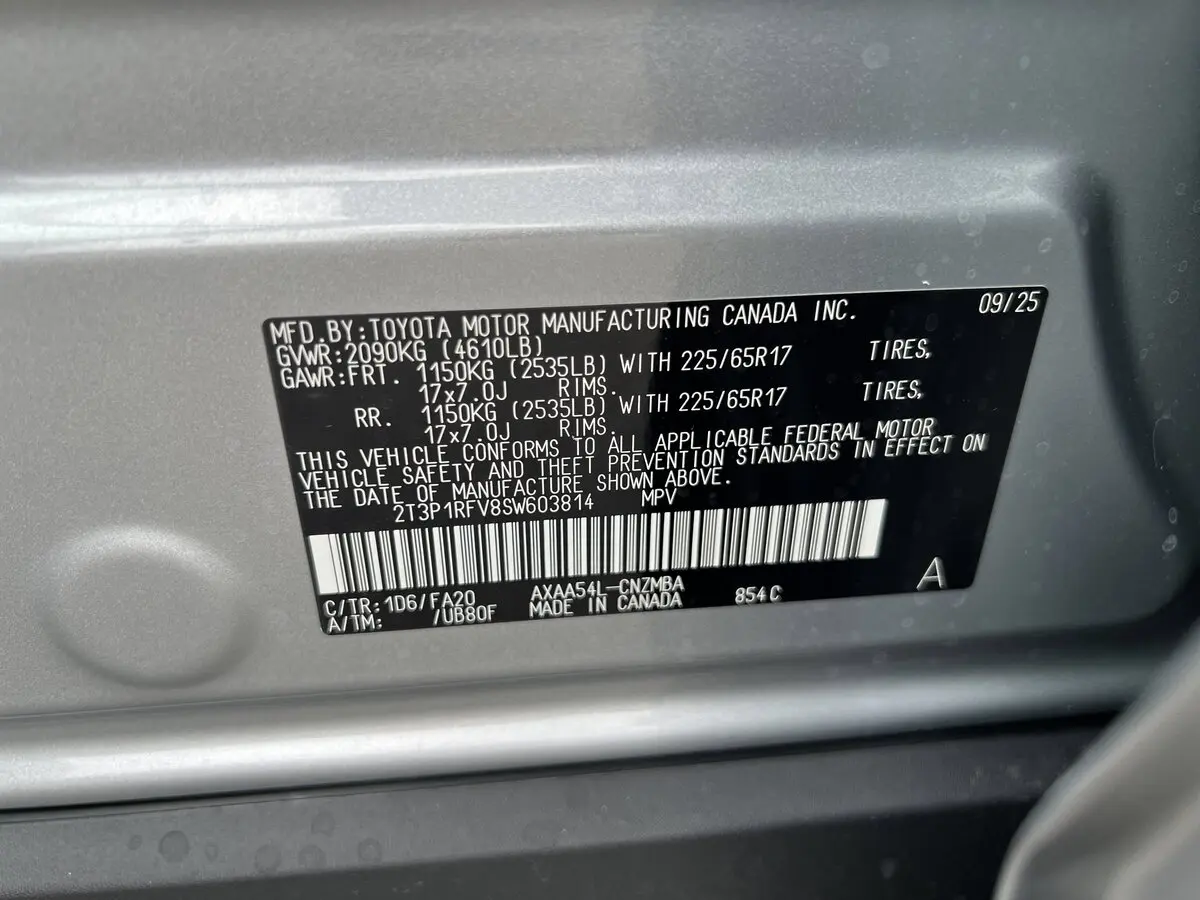 MFD.BY:TOYOTA MOTOR MANUFACTURING CANADA INC. 09/25
GVWR:2090KG (4610LB)
GAWR:FRT. 1150KG (2535LB) WITH 225/65R17 TIRES,
17x7.0J RIMS.
RR. 1150KG (2535LB) WITH 225/65R17 TIRES,
17x7.0J RIMS.
THIS VEHICLE CONFORMS TO ALL APPLICABLE FEDERAL MOTOR
VEHICLE SAFETY AND THEFT PREVENTION STANDARDS IN EFFECT ON
THE DATE OF MANUFACTURE SHOWN ABOVE.
2T3P1RFV8SW603814 MPV
A
C/TR:1D6/FA20 AXAA54L-CNZMBA 854C
A/TM: /UB80F MADE IN CANADA